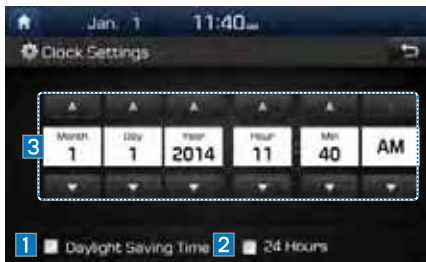 Jan. 1 11:40
Clock Settings
3
Month Day Year Hour Min
1 1 2014 11 40 AM
1 Daylight Saving Time 2 24 Hours